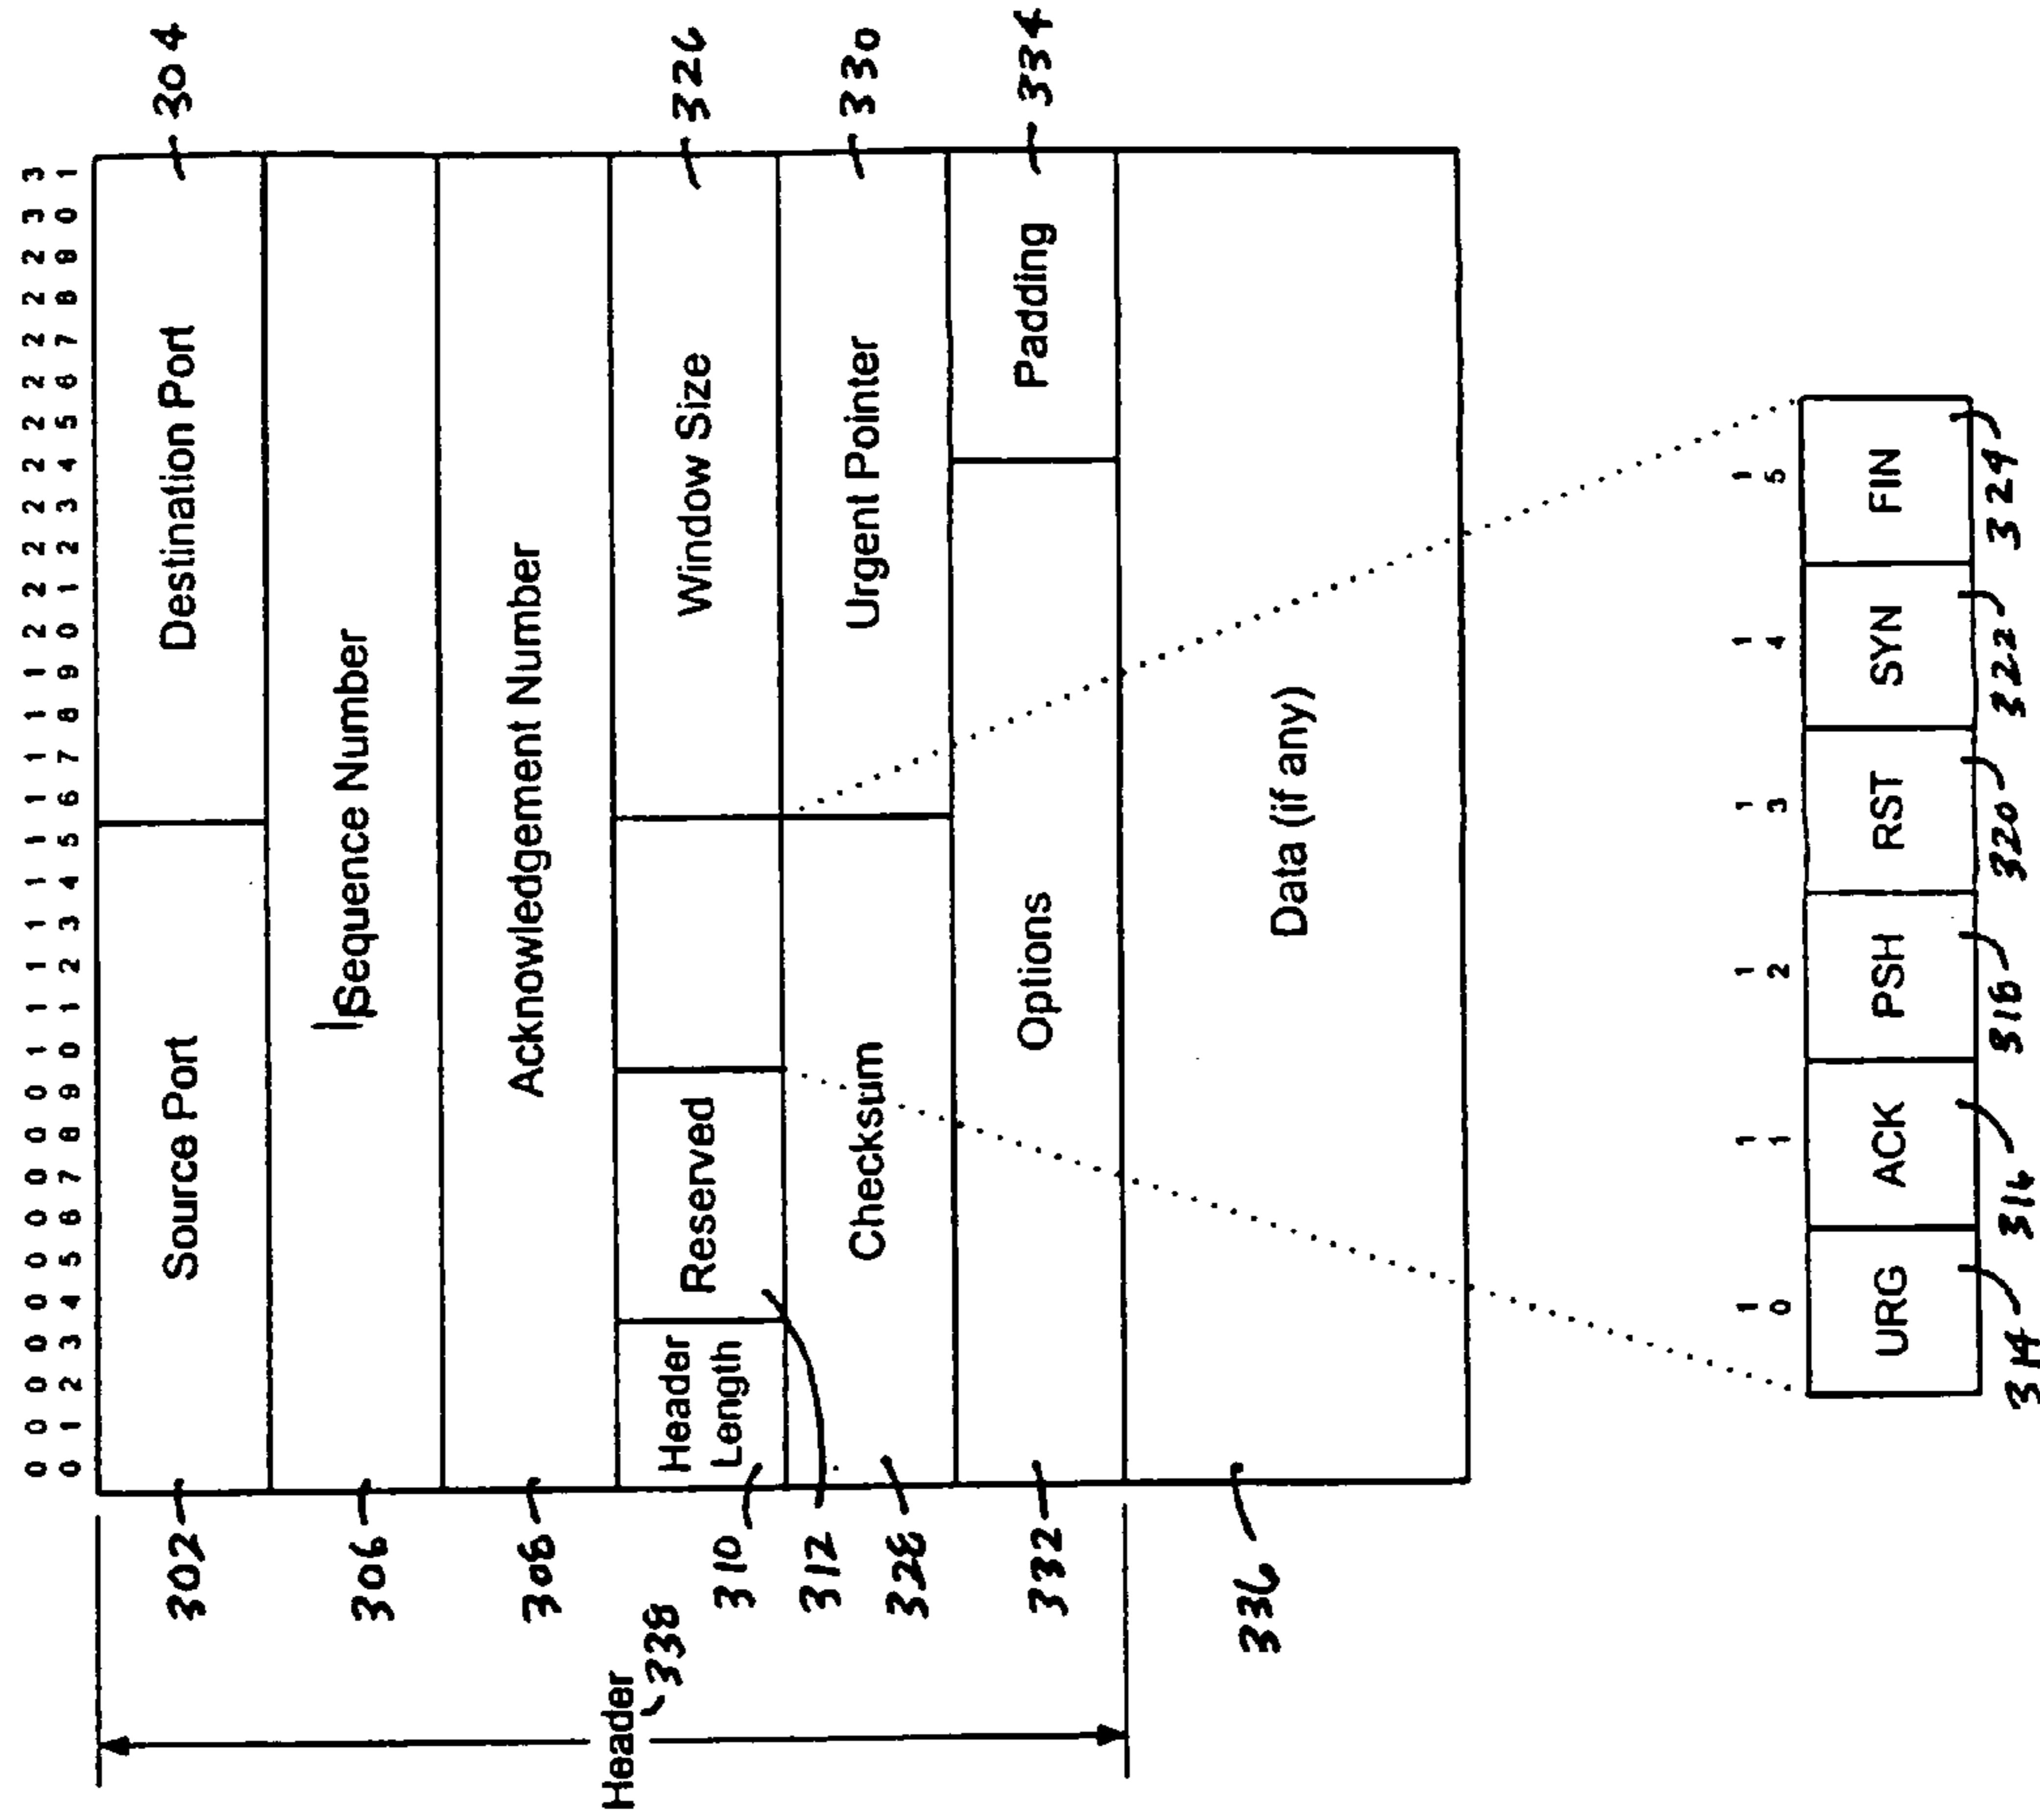 0 0 0 0 0 0 0 0 0 0 1 1 1 1 1 1 1 1 1 1 2 2 2 2 2 2 2 2 2 2 3 3
0 1 2 3 4 5 6 7 8 9 0 1 2 3 4 5 6 7 8 9 0 1 2 3 4 5 6 7 8 9 0 1
302 Source Port Destination Port 304
306 Sequence Number
308 Acknowledgement Number
Header 338
310 Header Length Reserved Window Size 326
312
328 Checksum Urgent Pointer 330
332 Options Padding 334
336 Data (if any)
1 1 1 1 1 1
0 1 2 3 4 5
URG ACK PSH RST SYN FIN
314 316 318 320 322 324